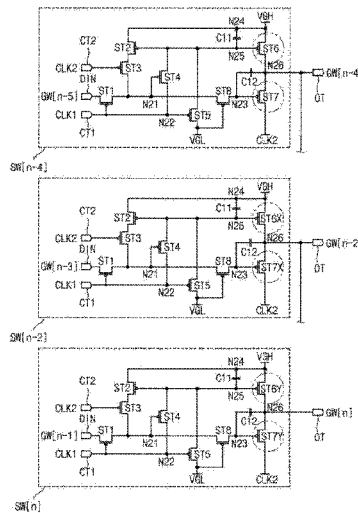 N24
VGH
CT2
ST2
C11
ST6
CLK2
N25
N26
DIN
ST3
ST4
C12
GW[n-4]
GW[n-5]
ST1
ST8
ST7
CLK1
N21
ST5
N23
OT
CT1
N22
VGL
CLK2
SW[n-4]
N24
VGH
CT2
ST2
C11
ST6X
CLK2
N26
N26
DIN
ST3
ST4
C12
GW[n-2]
GW[n-3]
ST1
ST8
ST7X
CLK1
N21
ST5
N23
OT
CT1
N22
VGL
CLK2
SW[n-2]
N24
VGH
CT2
ST2
C11
ST6Y
CLK2
N25
N26
DIN
ST3
ST4
C12
GW[n]
GW[n-1]
ST1
ST8
ST7Y
CLK1
N21
ST5
N23
OT
CT1
N22
VGL
CLK2
SW[n]